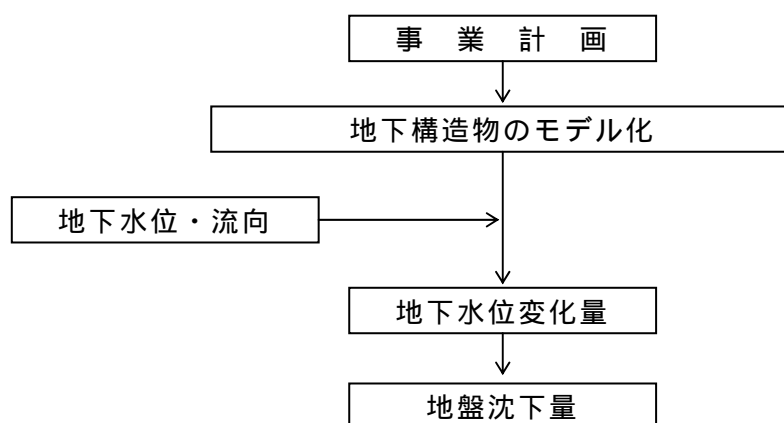 事　業　計　画
地下構造物のモデル化
地下水位・流向
地下水位変化量
地盤沈下量